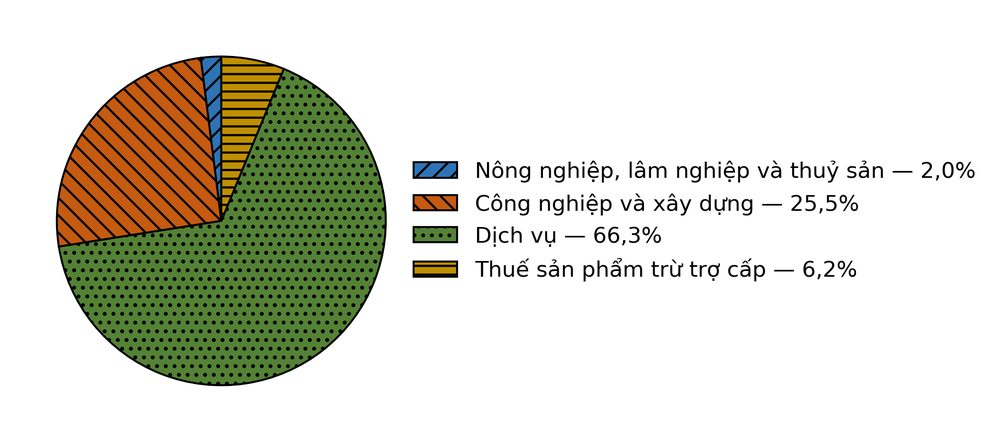 Nông nghiệp, lâm nghiệp và thuỷ sản — 2,0%
Công nghiệp và xây dựng — 25,5%
Dịch vụ — 66,3%
Thuế sản phẩm trừ trợ cấp — 6,2%